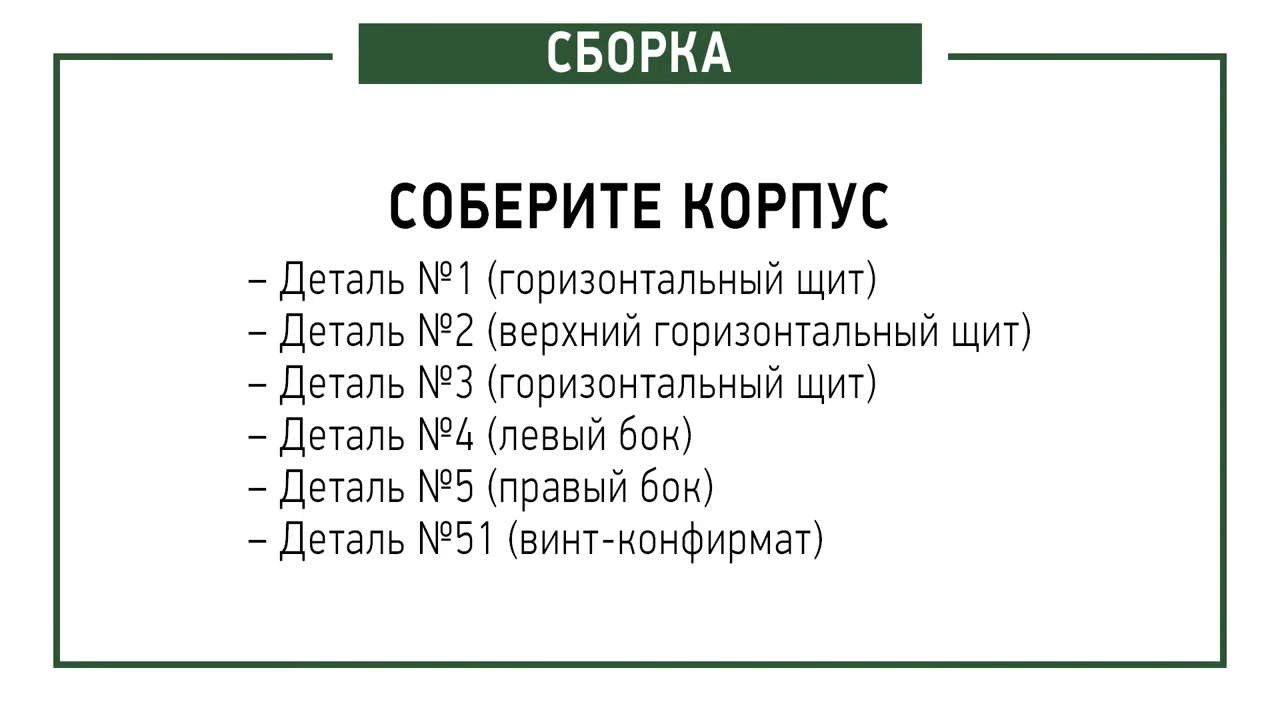 СБОРКА
СОБЕРИТЕ КОРПУС
– Деталь №1 (горизонтальный щит)
– Деталь №2 (верхний горизонтальный щит)
– Деталь №3 (горизонтальный щит)
– Деталь №4 (левый бок)
– Деталь №5 (правый бок)
– Деталь №51 (винт-конфирмат)